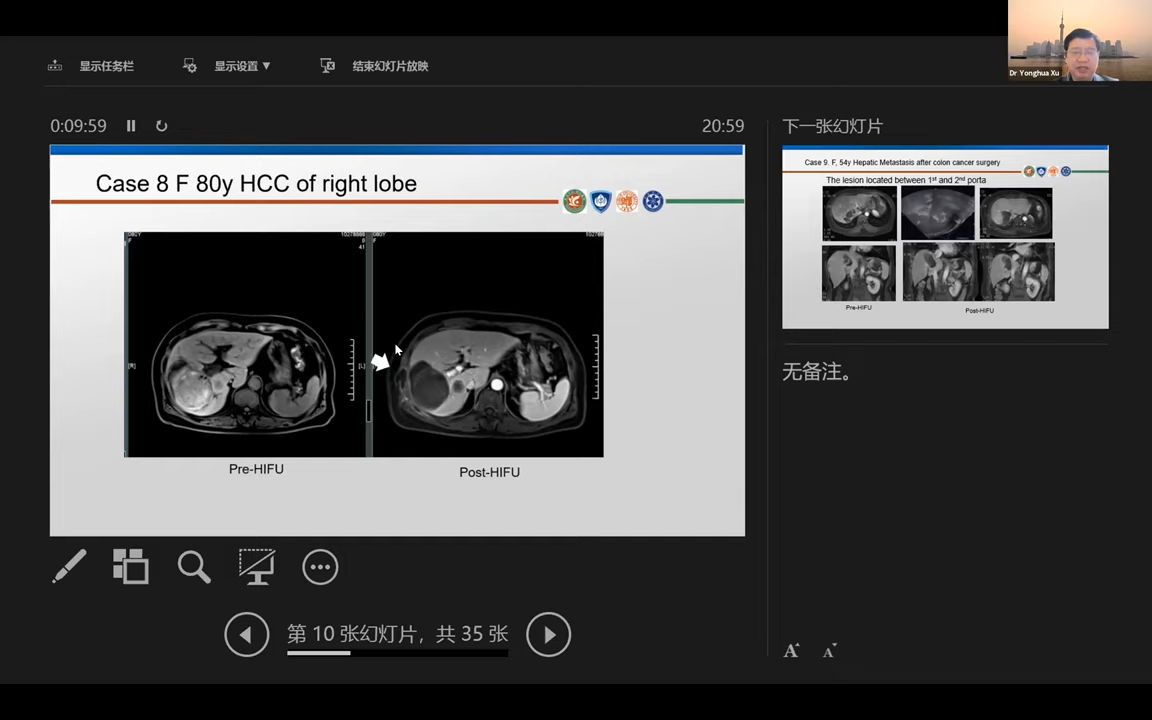 显示任务栏
显示设置 ▼
结束幻灯片放映
Dr Yonghua Xu
0:09:59
20:59
下一张幻灯片
Case 8 F 80y HCC of right lobe
[R]
[L]
Pre-HIFU
Post-HIFU
Case 9. F, 54y Hepatic Metastasis after colon cancer surgery
The lesion located between 1st and 2nd porta
Pre-HIFU
Post-HIFU
无备注。
第 10 张幻灯片，共 35 张
A
A